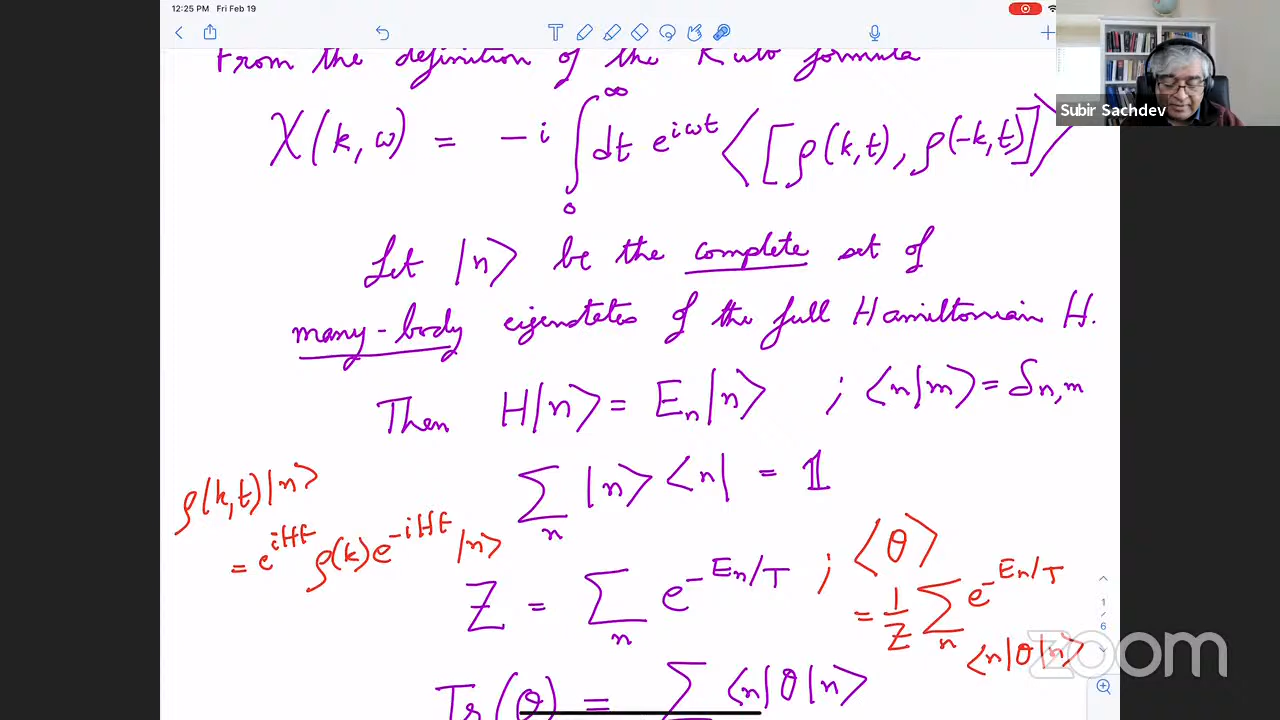 12:25 PM Fri Feb 19
Subir Sachdev
From the definition of the Kubo formula
χ(k, ω) = -i ∫₀^∞ dt e^{iωt} ⟨[ρ(k,t), ρ(-k,t)]⟩
Let |n⟩ be the complete set of
many-body eigenstates of the full Hamiltonian H.
Then H|n⟩ = E_n|n⟩ ; ⟨n|m⟩ = δ_{n,m}
∑_n |n⟩⟨n| = 𝟙
ρ(k,t)|n⟩
= e^{iHt} ρ(k) e^{-iHt} |n⟩
Z = ∑_n e^{-E_n/T} ; ⟨θ⟩
= 1/Z ∑_n e^{-E_n/T}
⟨n|θ|n⟩
Tr(θ) = ∑ ⟨n|θ|n⟩
1
/
6
zoom